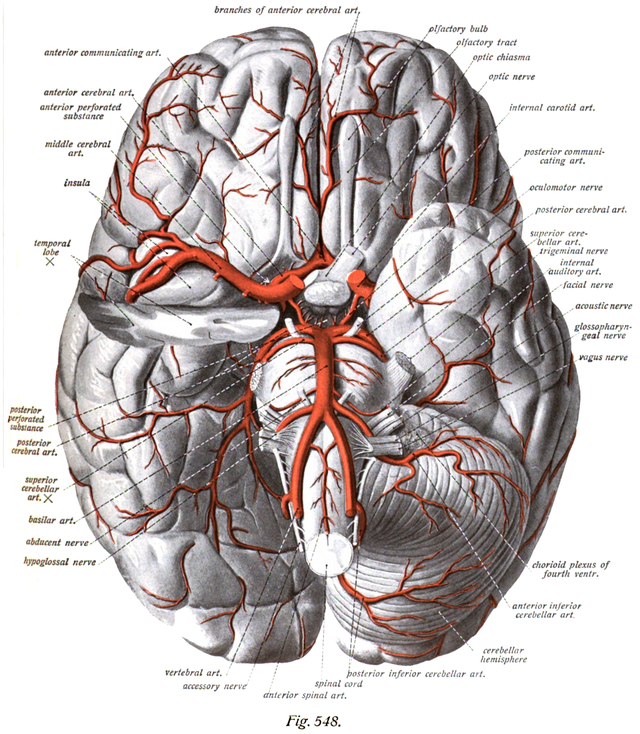 branches of anterior cerebral art.
anterior communicating art.
anterior cerebral art.
anterior perforated
substance
middle cerebral
art.
insula
temporal
lobe
X
posterior
perforated
substance
posterior
cerebral art.
superior
cerebellar
art. X
basilar art.
abducent nerve
hypoglossal nerve
olfactory bulb
olfactory tract
optic chiasma
optic nerve
internal carotid art.
posterior communi-
cating art.
oculomotor nerve
posterior cerebral art.
superior cere-
bellar art.
trigeminal nerve
internal
auditory art.
facial nerve
acoustic nerve
glossopharyn-
geal nerve
vagus nerve
chorioid plexus of
fourth ventr.
anterior inferior
cerebellar art.
cerebellar
hemisphere
vertebral art.
accessory nerve
anterior spinal art.
spinal cord
posterior inferior cerebellar art.
Fig. 548.